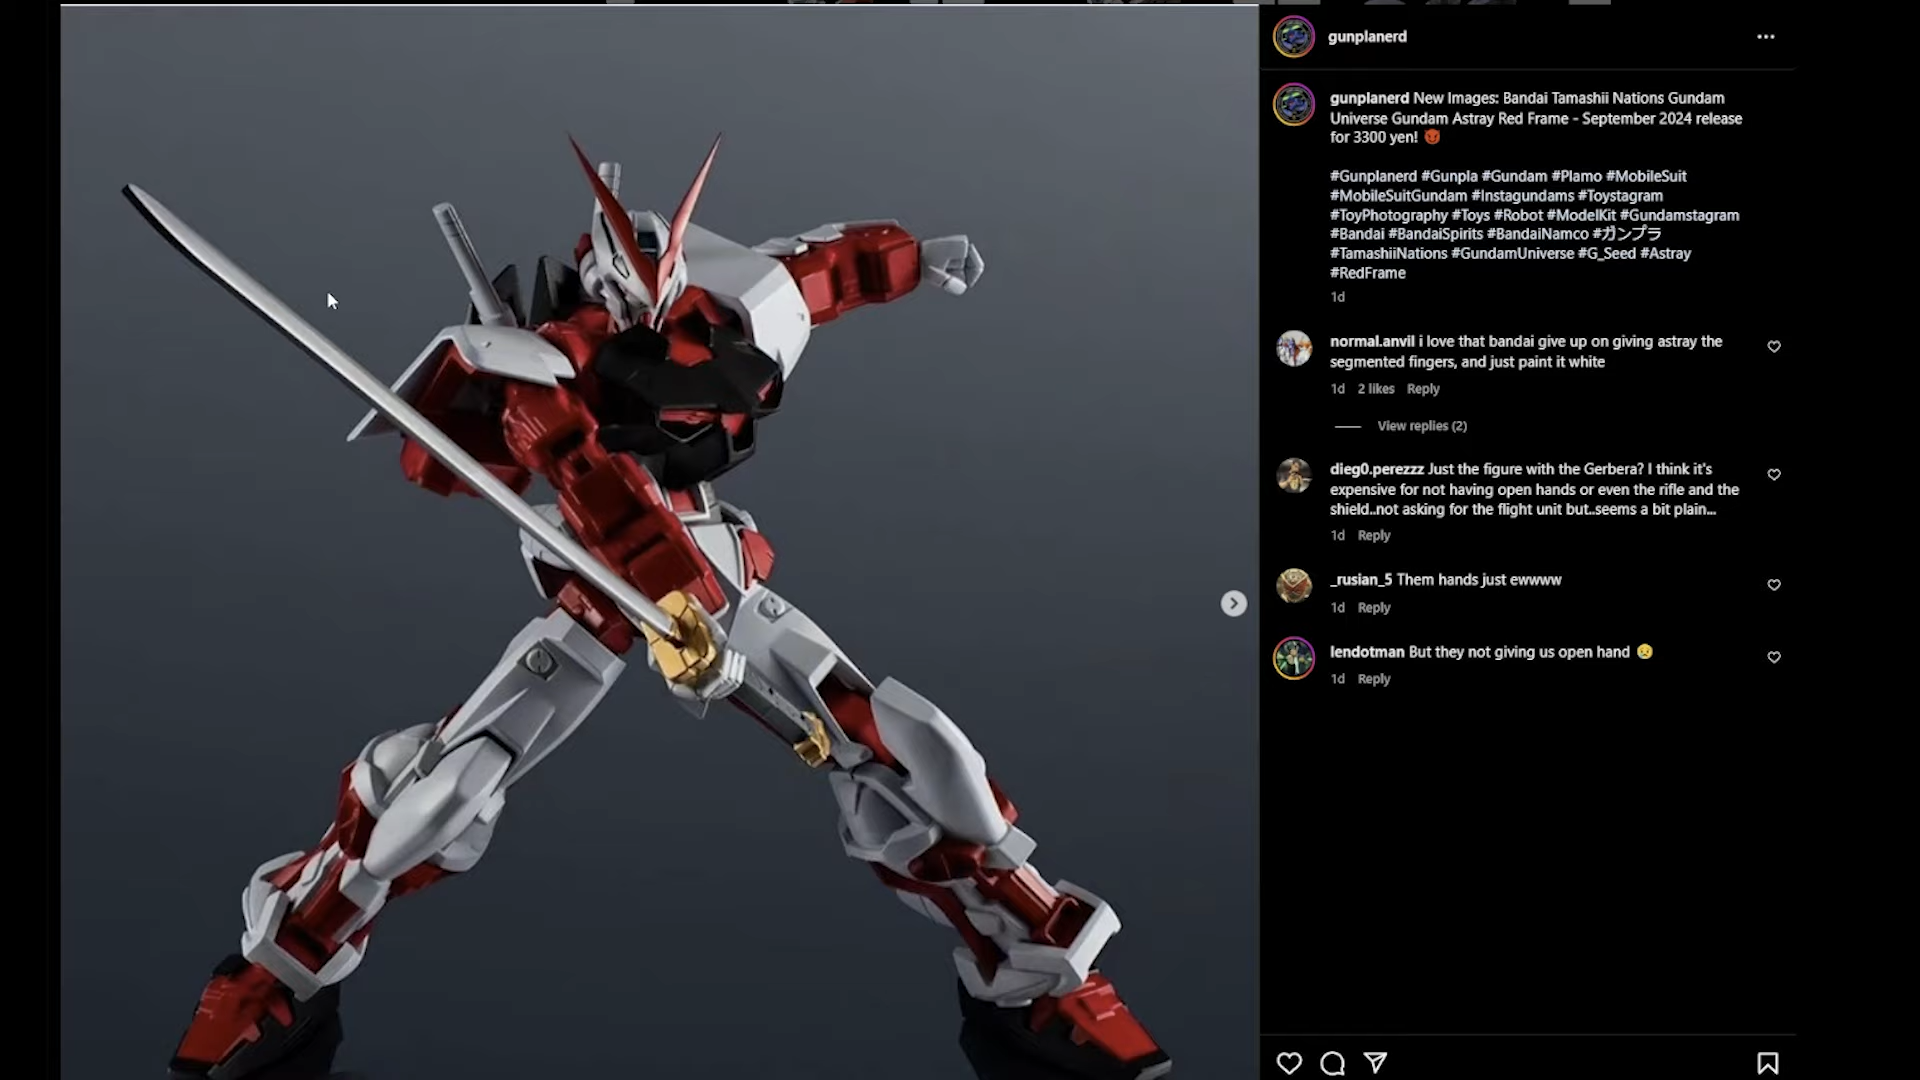 gunplanerd
gunplanerd New Images: Bandai Tamashii Nations Gundam
Universe Gundam Astray Red Frame - September 2024 release
for 3300 yen! 😈
#Gunplanerd #Gunpla #Gundam #Plamo #MobileSuit
#MobileSuitGundam #Instagundams #Toystagram
#ToyPhotography #Toys #Robot #ModelKit #Gundamstagram
#Bandai #BandaiSpirits #BandaiNamco #ガンプラ
#TamashiiNations #GundamUniverse #G_Seed #Astray
#RedFrame
1d
normal.anvil i love that bandai give up on giving astray the
segmented fingers, and just paint it white
1d 2 likes Reply
View replies (2)
dieg0.perezzz Just the figure with the Gerbera? I think it's
expensive for not having open hands or even the rifle and the
shield..not asking for the flight unit but..seems a bit plain...
1d Reply
_rusian_5 Them hands just ewwww
1d Reply
lendotman But they not giving us open hand 😥
1d Reply